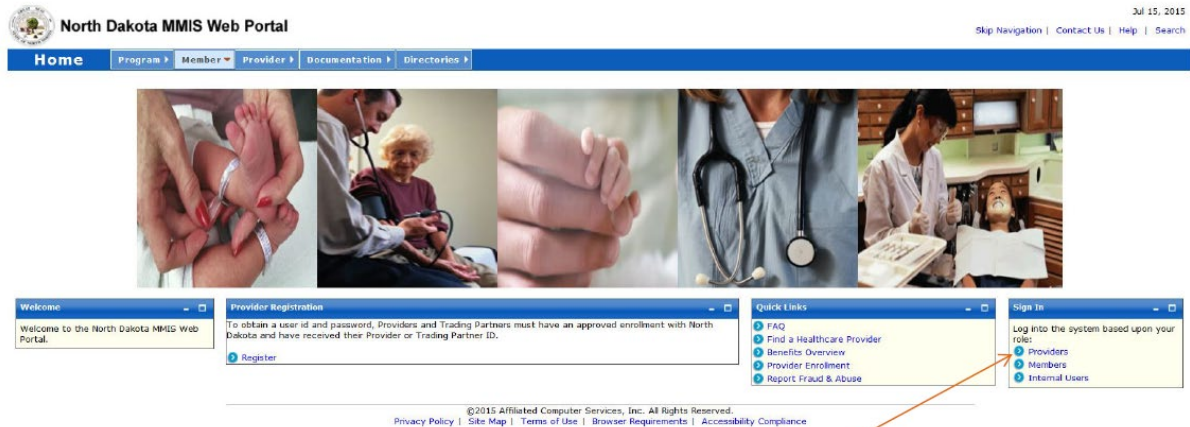 Jul 15, 2015
North Dakota MMIS Web Portal
Skip Navigation | Contact Us | Help | Search
Home Program Member Provider Documentation Directories
Welcome
Welcome to the North Dakota MMIS Web
Portal.
Provider Registration
To obtain a user id and password, Providers and Trading Partners must have an approved enrollment with North
Dakota and have received their Provider or Trading Partner ID.
Register
Quick Links
FAQ
Find a Healthcare Provider
Benefits Overview
Provider Enrollment
Report Fraud & Abuse
Sign In
Log into the system based upon your
role:
Providers
Members
Internal Users
©2015 Affiliated Computer Services, Inc. All Rights Reserved.
Privacy Policy | Site Map | Terms of Use | Browser Requirements | Accessibility Compliance